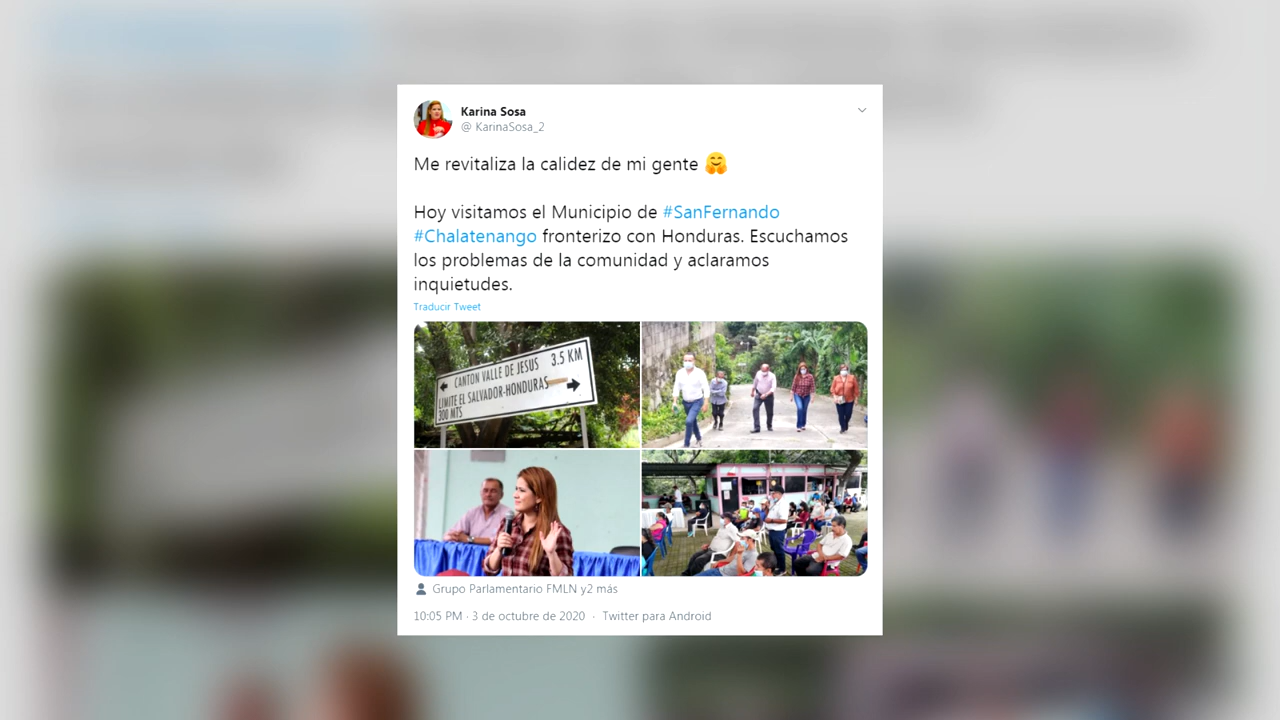 Karina Sosa
@ KarinaSosa_2
Me revitaliza la calidez de mi gente 🤗
Hoy visitamos el Municipio de #SanFernando
#Chalatenango fronterizo con Honduras. Escuchamos
los problemas de la comunidad y aclaramos
inquietudes.
Traducir Tweet
CANTON VALLE DE JESUS 3.5 KM
LIMITE EL SALVADOR-HONDURAS
300 MTS
Grupo Parlamentario FMLN y2 más
10:05 PM · 3 de octubre de 2020 · Twitter para Android